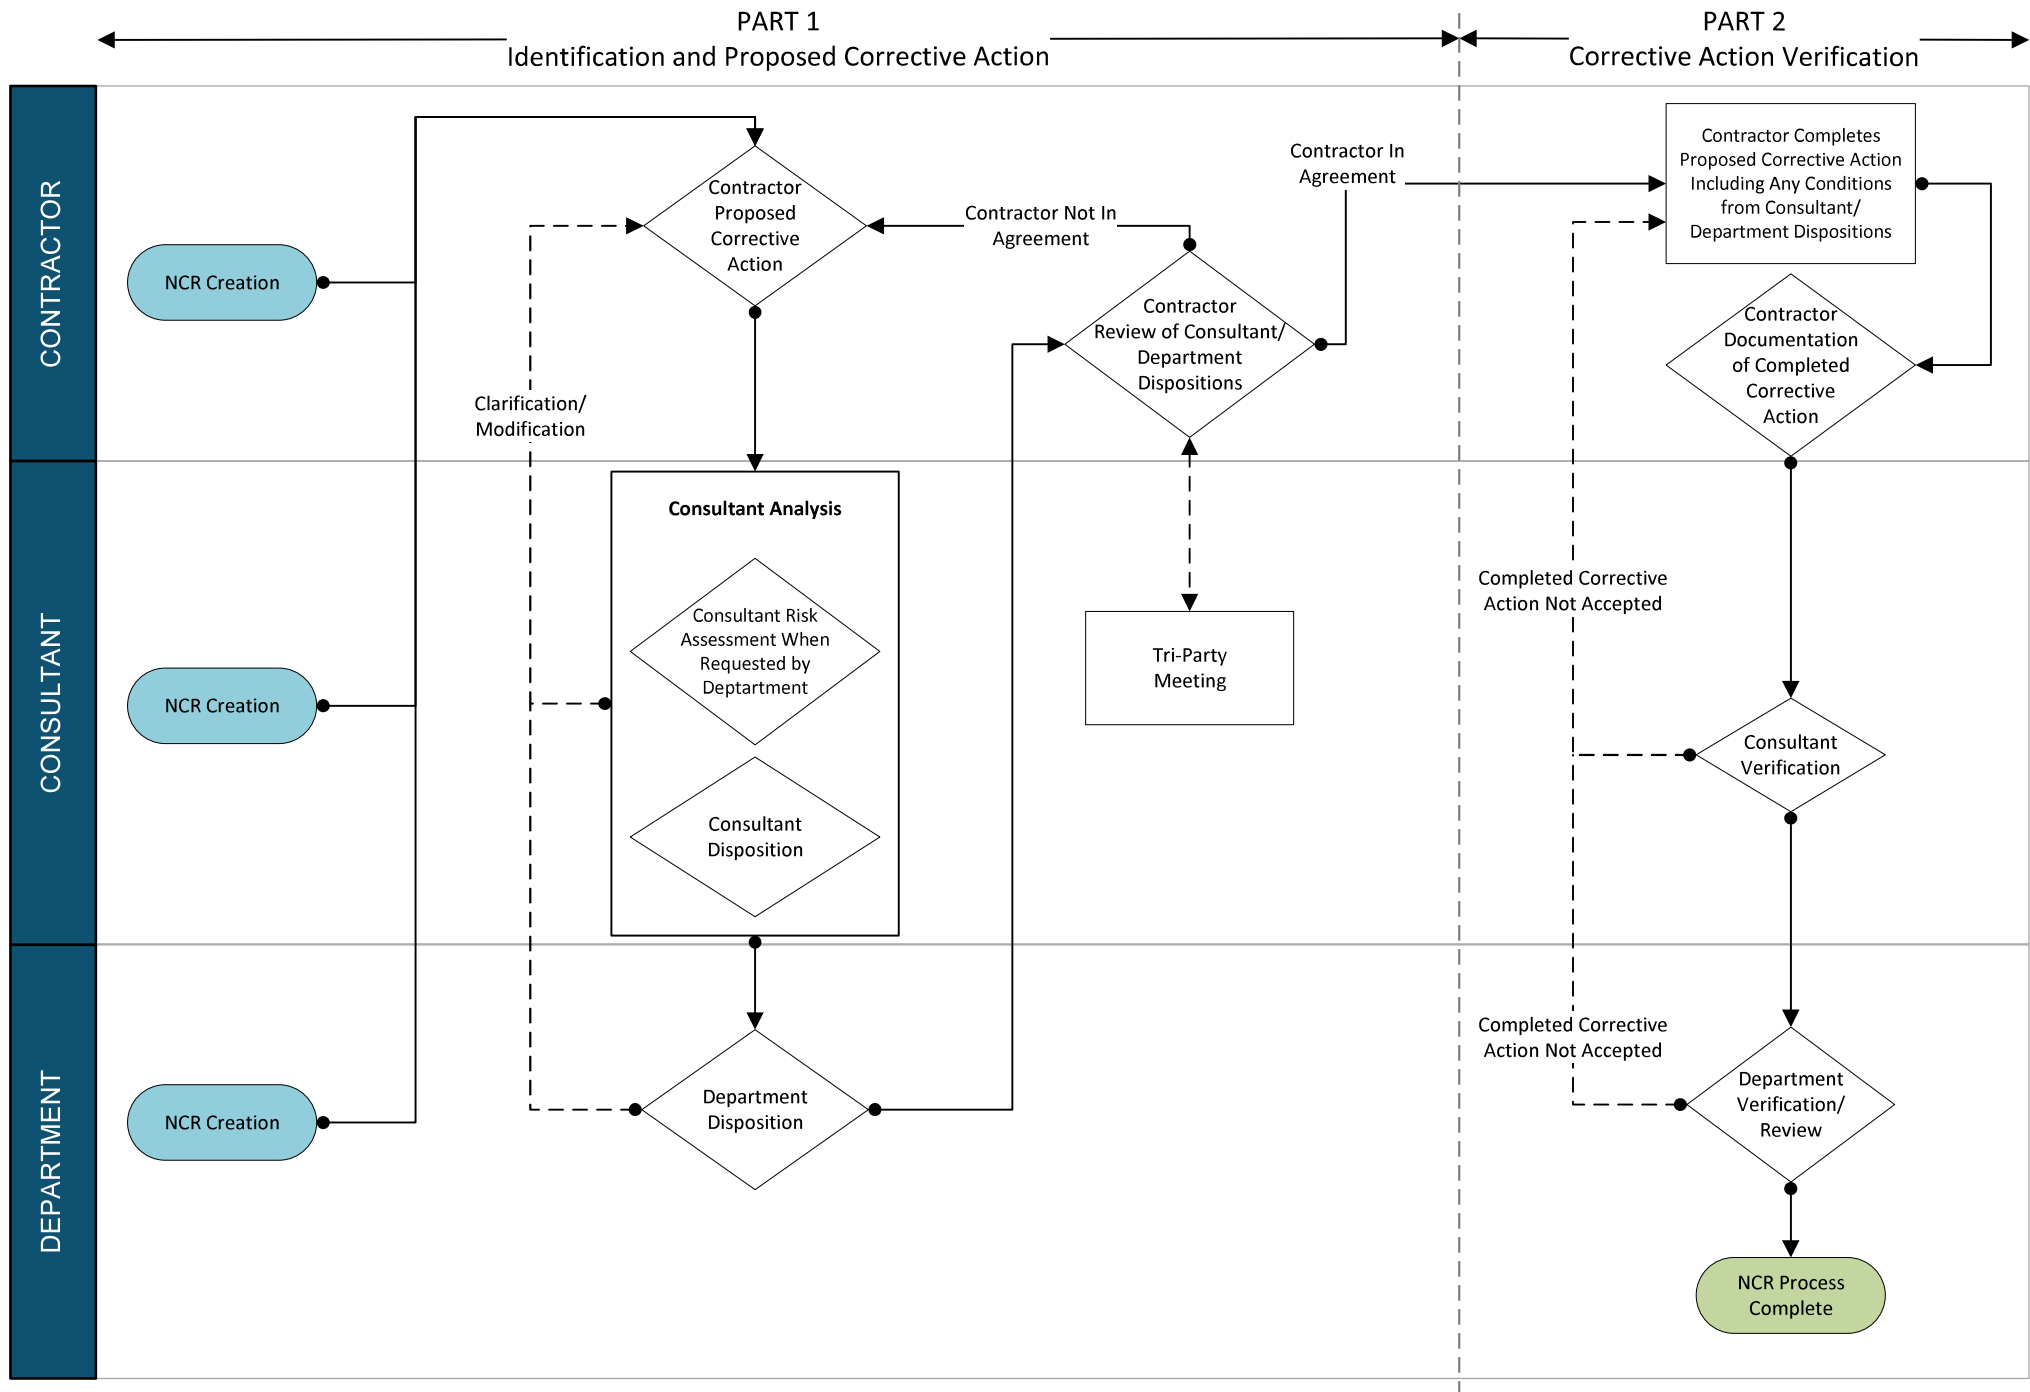 PART 1
Identification and Proposed Corrective Action
PART 2
Corrective Action Verification
CONTRACTOR
NCR Creation
Contractor
Proposed
Corrective
Action
Contractor Not In
Agreement
Contractor
Review of Consultant/
Department
Dispositions
Contractor In
Agreement
Contractor Completes
Proposed Corrective Action
Including Any Conditions
from Consultant/
Department Dispositions
Contractor
Documentation
of Completed
Corrective
Action
Clarification/
Modification
CONSULTANT
NCR Creation
Consultant Analysis
Consultant Risk
Assessment When
Requested by
Deptartment
Consultant
Disposition
Tri-Party
Meeting
Completed Corrective
Action Not Accepted
Consultant
Verification
DEPARTMENT
NCR Creation
Department
Disposition
Completed Corrective
Action Not Accepted
Department
Verification/
Review
NCR Process
Complete